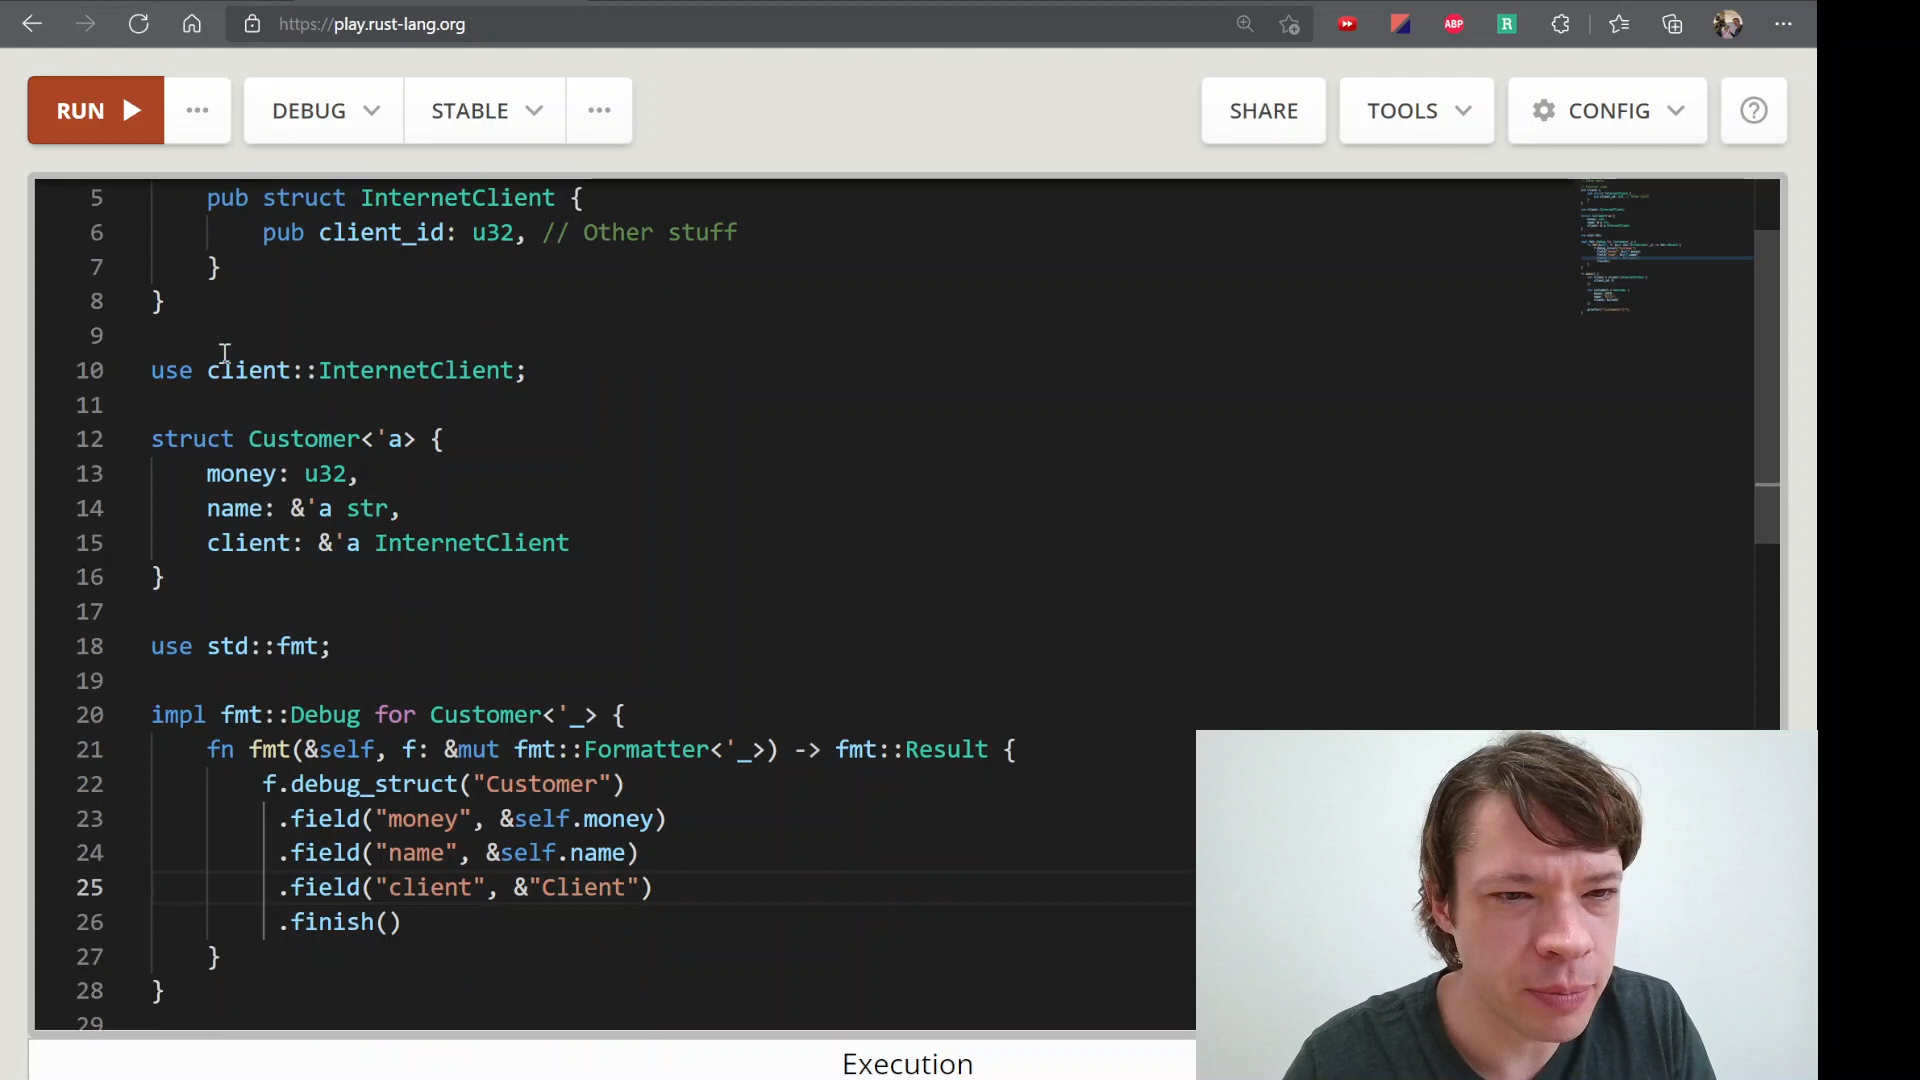 https://play.rust-lang.org
ABP
R
RUN
DEBUG
STABLE
SHARE
TOOLS
CONFIG
5 pub struct InternetClient {
6 pub client_id: u32, // Other stuff
7 }
8 }
9
10 use client::InternetClient;
11
12 struct Customer<'a> {
13 money: u32,
14 name: &'a str,
15 client: &'a InternetClient
16 }
17
18 use std::fmt;
19
20 impl fmt::Debug for Customer<'_> {
21 fn fmt(&self, f: &mut fmt::Formatter<'_>) -> fmt::Result {
22 f.debug_struct("Customer")
23 .field("money", &self.money)
24 .field("name", &self.name)
25 .field("client", &"Client")
26 .finish()
27 }
28 }
29
Execution